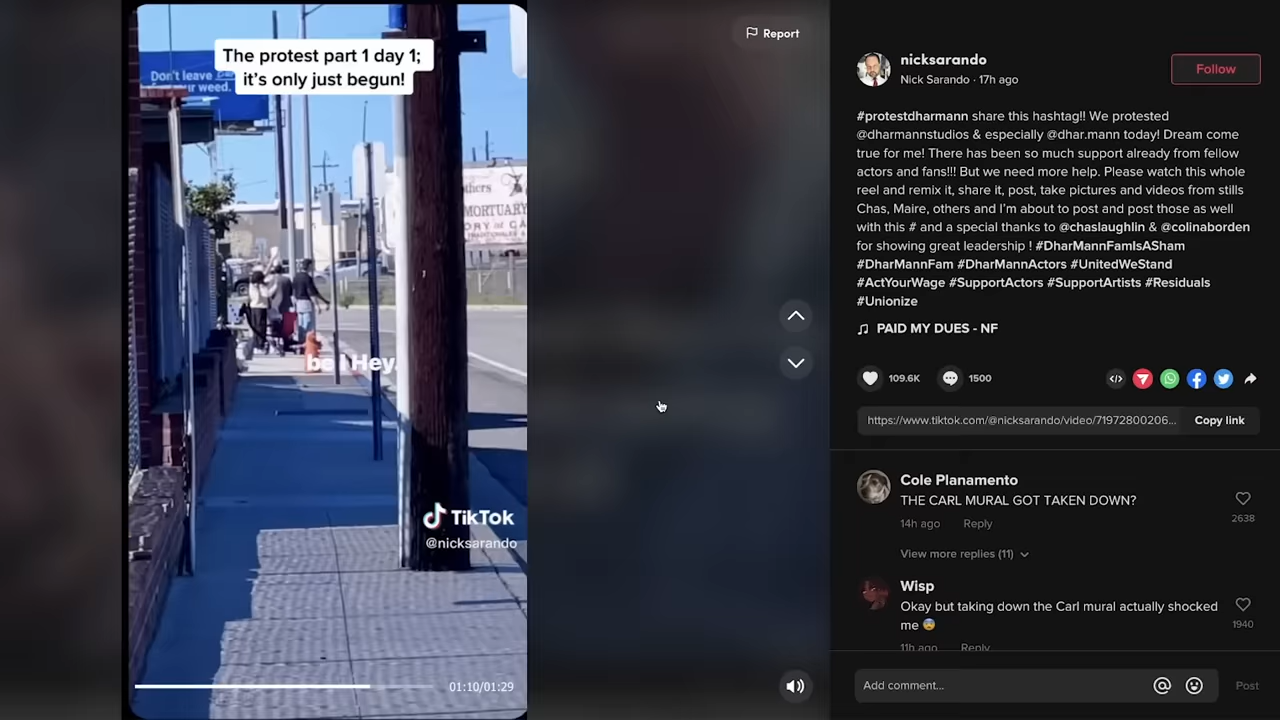 The protest part 1 day 1;
it's only just begun!
Don't leave
ur weed.
thers
MORTUARY
ORY
be I Hey.
TikTok
@nicksarando
01:10/01:29
Report
nicksarando
Nick Sarando · 17h ago
Follow
#protestdharmann share this hashtag!! We protested
@dharmannstudios & especially @dhar.mann today! Dream come
true for me! There has been so much support already from fellow
actors and fans!!! But we need more help. Please watch this whole
reel and remix it, share it, post, take pictures and videos from stills
Chas, Maire, others and I'm about to post and post those as well
with this # and a special thanks to @chaslaughlin & @colinaborden
for showing great leadership ! #DharMannFamIsASham
#DharMannFam #DharMannActors #UnitedWeStand
#ActYourWage #SupportActors #SupportArtists #Residuals
#Unionize
PAID MY DUES - NF
109.6K
1500
https://www.tiktok.com/@nicksarando/video/71972800206...
Copy link
Cole Planamento
THE CARL MURAL GOT TAKEN DOWN?
14h ago Reply
2638
View more replies (11)
Wisp
Okay but taking down the Carl mural actually shocked
me 😨
1940
11h ago Reply
Add comment...
Post